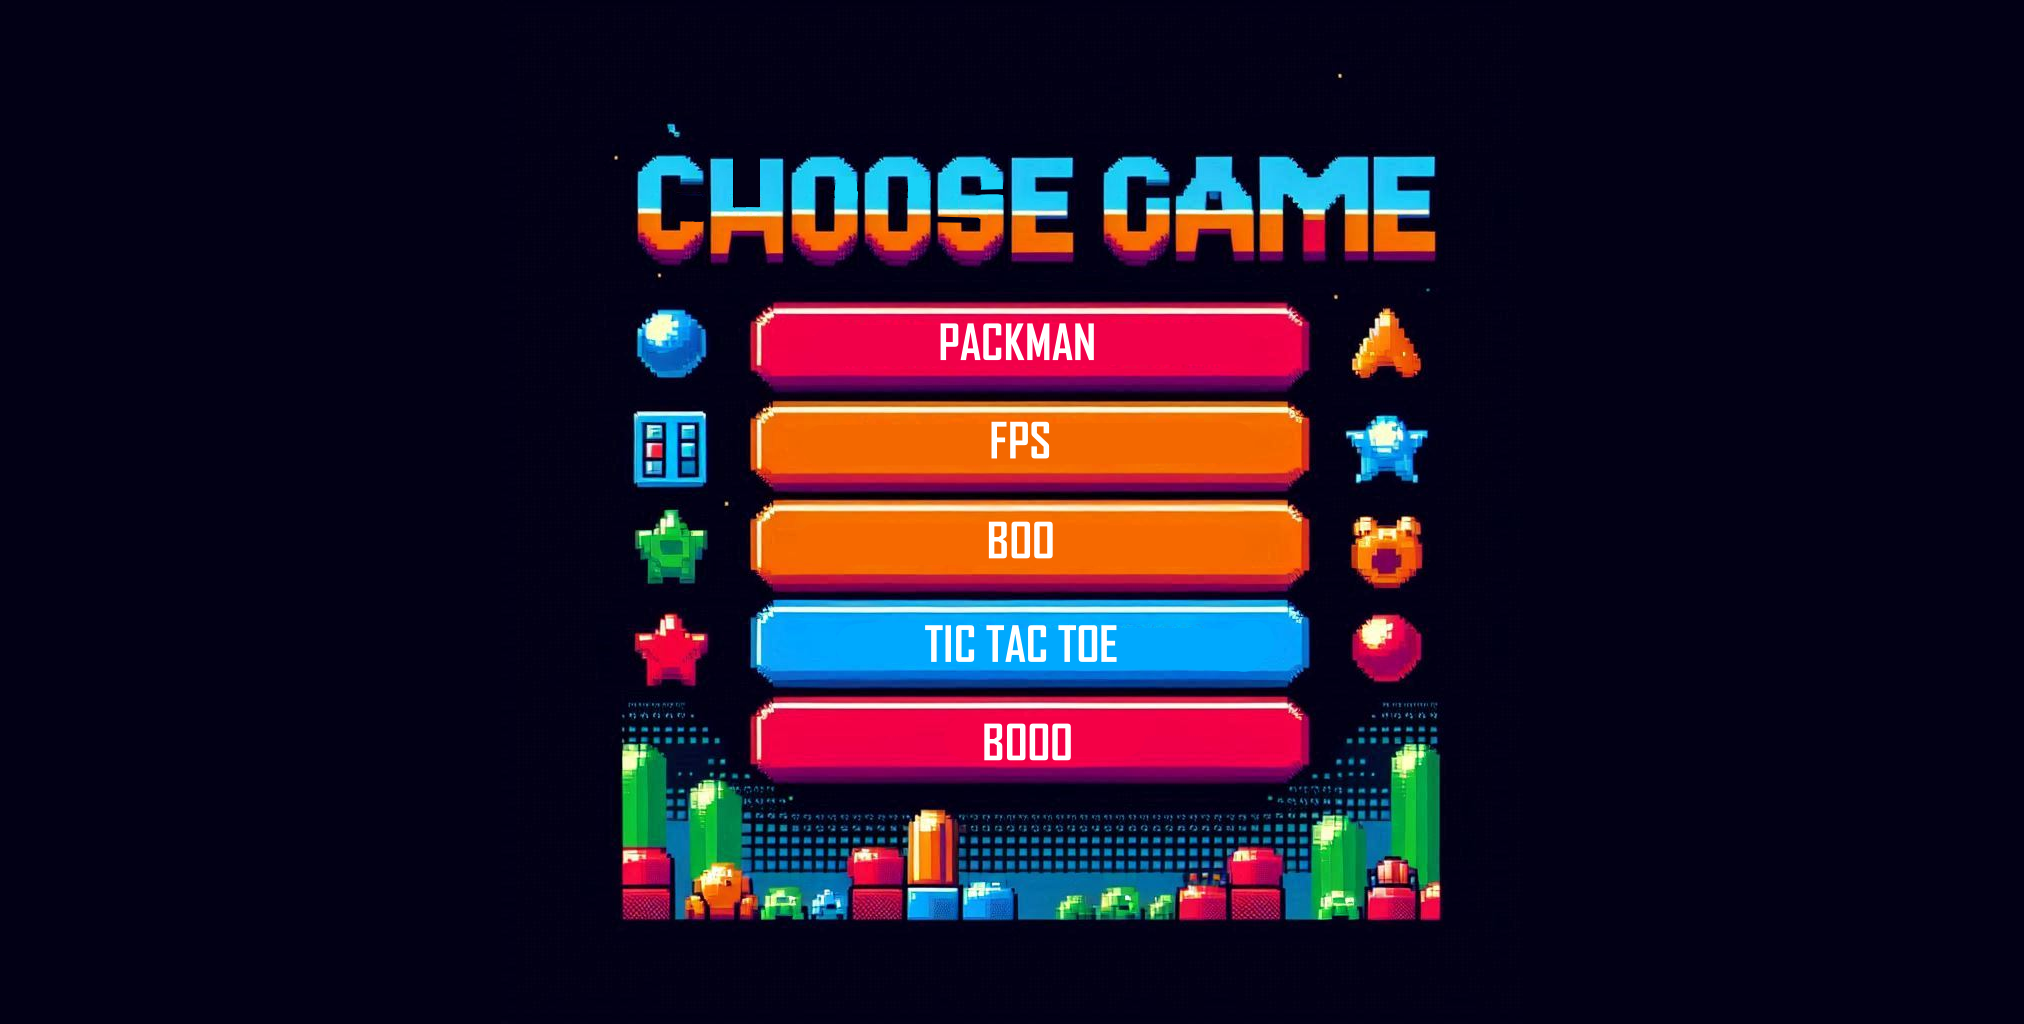 CHOOSE GAME
PACKMAN
FPS
BOO
TIC TAC TOE
BOOO